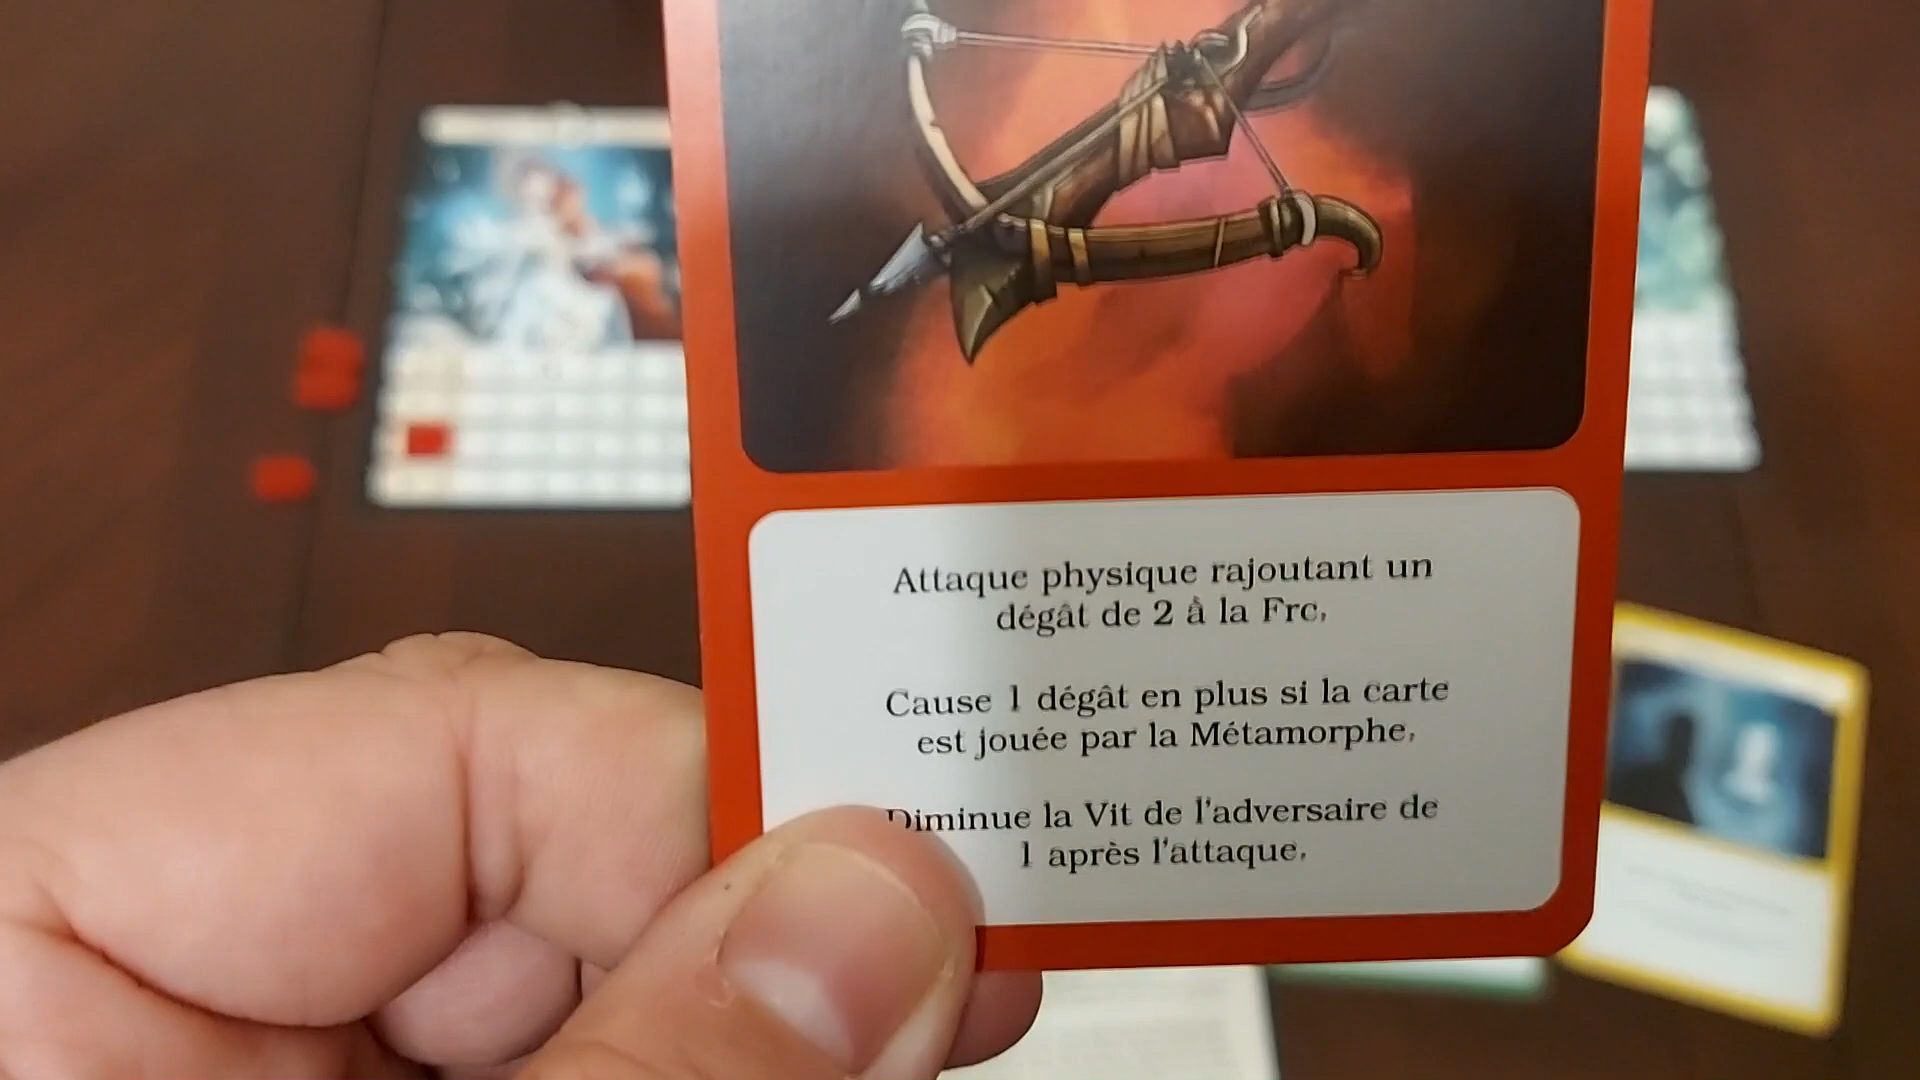 Attaque physique rajoutant un
dégât de 2 à la Frc.
Cause 1 dégât en plus si la carte
est jouée par la Métamorphe.
Diminue la Vit de l'adversaire de
1 après l'attaque.